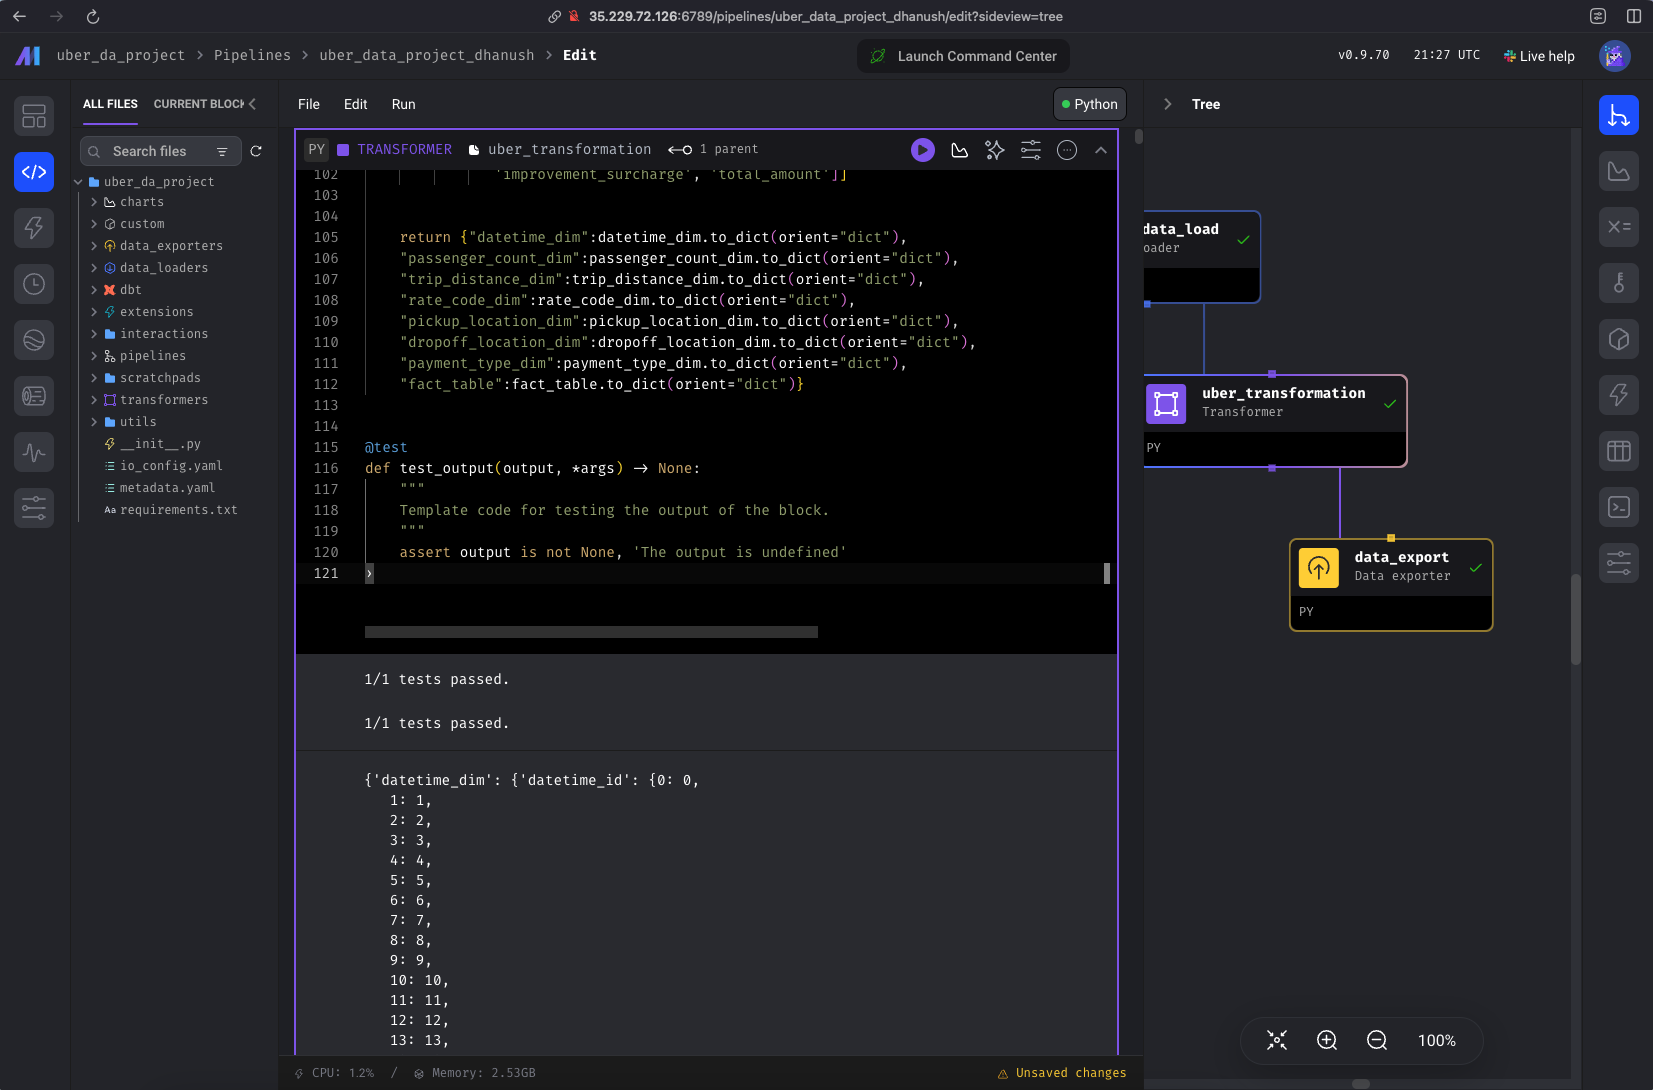 35.229.72.126:6789/pipelines/uber_data_project_dhanush/edit?sideview=tree
uber_da_project > Pipelines > uber_data_project_dhanush > Edit
Launch Command Center
v0.9.70
21:27 UTC
Live help
ALL FILES
CURRENT BLOCK
Search files
uber_da_project
charts
custom
data_exporters
data_loaders
dbt
extensions
interactions
pipelines
scratchpads
transformers
utils
__init__.py
io_config.yaml
metadata.yaml
Aa requirements.txt
File Edit Run
Python
PY TRANSFORMER uber_transformation 1 parent
102 'improvement_surcharge', 'total_amount']]
103
104
105 return {"datetime_dim":datetime_dim.to_dict(orient="dict"),
106 "passenger_count_dim":passenger_count_dim.to_dict(orient="dict"),
107 "trip_distance_dim":trip_distance_dim.to_dict(orient="dict"),
108 "rate_code_dim":rate_code_dim.to_dict(orient="dict"),
109 "pickup_location_dim":pickup_location_dim.to_dict(orient="dict"),
110 "dropoff_location_dim":dropoff_location_dim.to_dict(orient="dict"),
111 "payment_type_dim":payment_type_dim.to_dict(orient="dict"),
112 "fact_table":fact_table.to_dict(orient="dict")}
113
114
115 @test
116 def test_output(output, *args) -> None:
117 """
118 Template code for testing the output of the block.
119 """
120 assert output is not None, 'The output is undefined'
121
1/1 tests passed.
1/1 tests passed.
{'datetime_dim': {'datetime_id': {0: 0,
1: 1,
2: 2,
3: 3,
4: 4,
5: 5,
6: 6,
7: 7,
8: 8,
9: 9,
10: 10,
11: 11,
12: 12,
13: 13,
CPU: 1.2% / Memory: 2.53GB
Unsaved changes
Tree
data_load
oader
uber_transformation
Transformer
PY
data_export
Data exporter
PY
100%